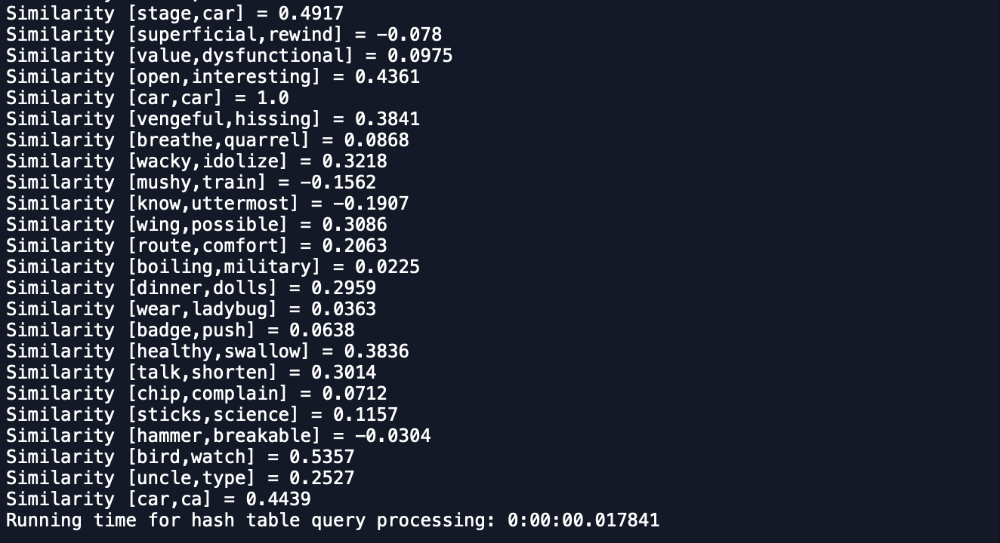 Similarity [stage,car] = 0.4917
Similarity [superficial,rewind] = -0.078
Similarity [value,dysfunctional] = 0.0975
Similarity [open,interesting] = 0.4361
Similarity [car,car] = 1.0
Similarity [vengeful,hissing] = 0.3841
Similarity [breathe,quarrel] = 0.0868
Similarity [wacky,idolize] = 0.3218
Similarity [mushy,train] = -0.1562
Similarity [know,uttermost] = -0.1907
Similarity [wing,possible] = 0.3086
Similarity [route,comfort] = 0.2063
Similarity [boiling,military] = 0.0225
Similarity [dinner,dolls] = 0.2959
Similarity [wear,ladybug] = 0.0363
Similarity [badge,push] = 0.0638
Similarity [healthy,swallow] = 0.3836
Similarity [talk,shorten] = 0.3014
Similarity [chip,complain] = 0.0712
Similarity [sticks,science] = 0.1157
Similarity [hammer,breakable] = -0.0304
Similarity [bird,watch] = 0.5357
Similarity [uncle,type] = 0.2527
Similarity [car,ca] = 0.4439
Running time for hash table query processing: 0:00:00.017841